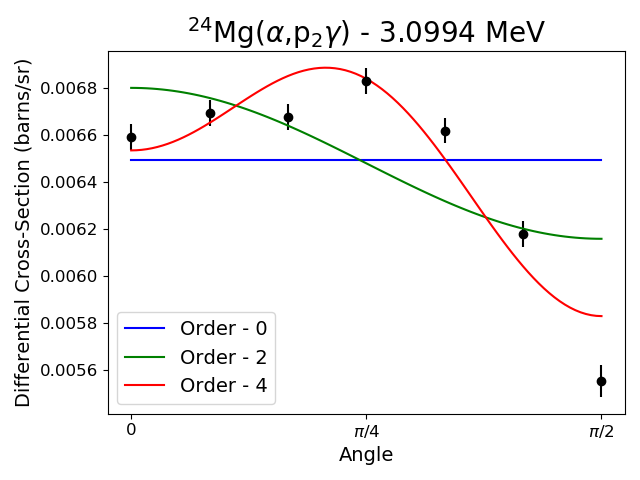 ²⁴Mg(α,p₂γ) - 3.0994 MeV
Differential Cross-Section (barns/sr)
0.0068
0.0066
0.0064
0.0062
0.0060
0.0058
0.0056
Order - 0
Order - 2
Order - 4
0
π/4
π/2
Angle